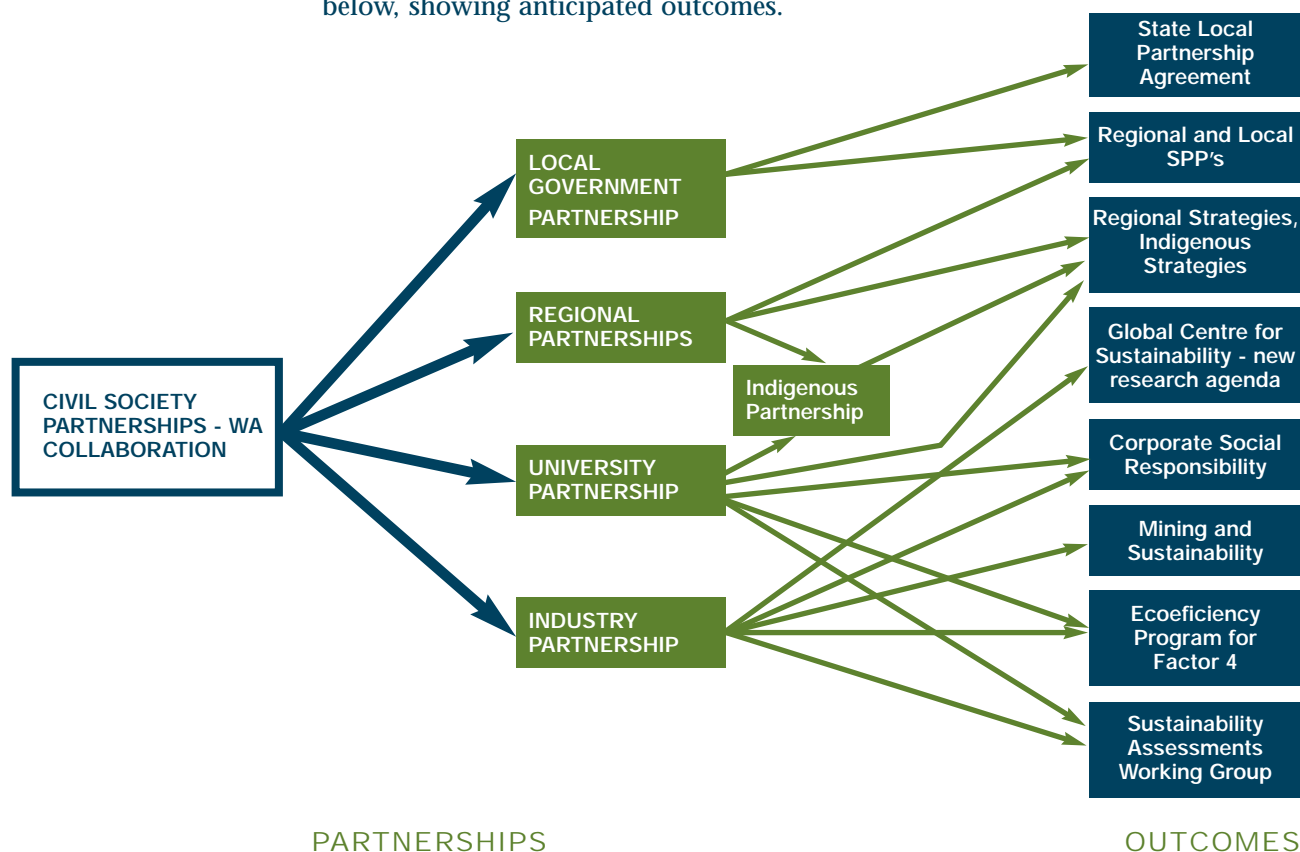 below, showing anticipated outcomes.
CIVIL SOCIETY
PARTNERSHIPS - WA
COLLABORATION
LOCAL
GOVERNMENT
PARTNERSHIP
REGIONAL
PARTNERSHIPS
Indigenous
Partnership
UNIVERSITY
PARTNERSHIP
INDUSTRY
PARTNERSHIP
State Local
Partnership
Agreement
Regional and Local
SPP's
Regional Strategies,
Indigenous
Strategies
Global Centre for
Sustainability - new
research agenda
Corporate Social
Responsibility
Mining and
Sustainability
Ecoeficiency
Program for
Factor 4
Sustainability
Assessments
Working Group
PARTNERSHIPS
OUTCOMES